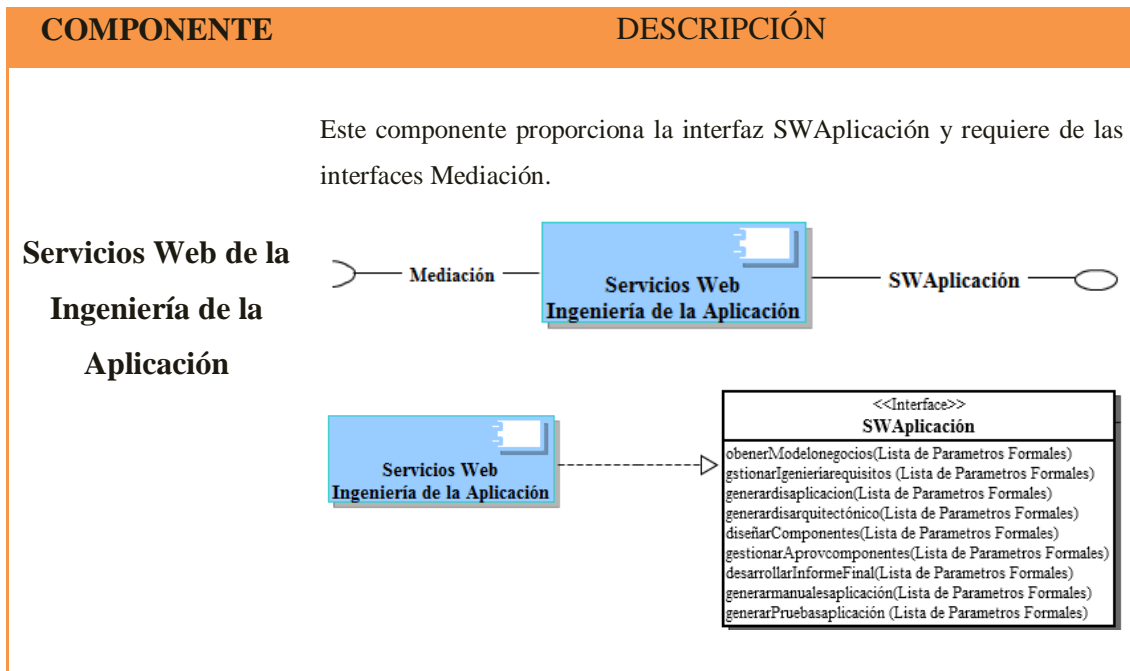 COMPONENTE DESCRIPCIÓN
Este componente proporciona la interfaz SWAplicación y requiere de las
interfaces Mediación.
Servicios Web de la
Ingeniería de la
Aplicación
Mediación
Servicios Web
Ingeniería de la Aplicación
SWAplicación
Servicios Web
Ingeniería de la Aplicación
<<Interface>>
SWAplicación
obenerModelonegocios(Lista de Parametros Formales)
gstionarIgenieriarequisitos (Lista de Parametros Formales)
generardisaplicacion(Lista de Parametros Formales)
generardisarquitectónico(Lista de Parametros Formales)
diseñarComponentes(Lista de Parametros Formales)
gestionarAprovcomponentes(Lista de Parametros Formales)
desarrollarInformeFinal(Lista de Parametros Formales)
generarmanualesaplicación(Lista de Parametros Formales)
generarPruebasaplicación (Lista de Parametros Formales)